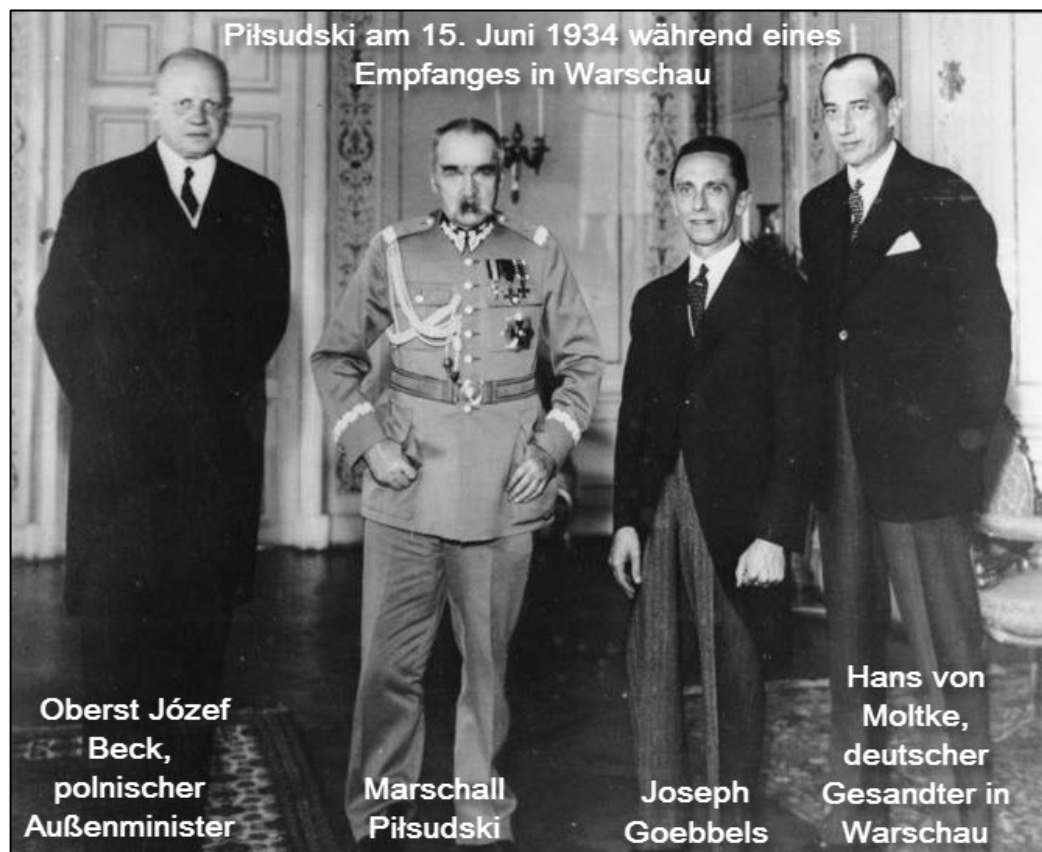 Piłsudski am 15. Juni 1934 während eines
Empfanges in Warschau
Oberst Józef
Beck,
polnischer
Außenminister
Marschall
Piłsudski
Joseph
Goebbels
Hans von
Moltke,
deutscher
Gesandter in
Warschau